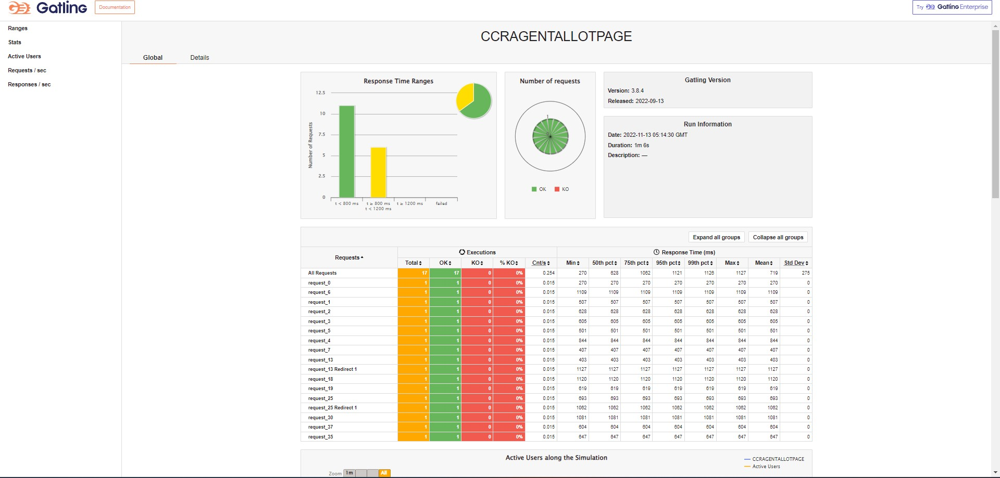 Gatling
Documentation
Try Gatling Enterprise
Ranges
Stats
Active Users
Requests / sec
Responses / sec
CCRAGENTALLOTPAGE
Global Details
Response Time Ranges
Number of Requests
12.5
10
7.5
5
2.5
0
t < 800 ms
t ≥ 800 ms
t < 1200 ms
t ≥ 1200 ms
failed
Number of requests
1
OK KO
Gatling Version
Version: 3.8.4
Released: 2022-09-13
Run Information
Date: 2022-11-13 05:14:30 GMT
Duration: 1m 6s
Description: —
Expand all groups Collapse all groups
Requests Executions Response Time (ms)
Total OK KO % KO Cnt/s Min 50th pct 75th pct 95th pct 99th pct Max Mean Std Dev
All Requests 17 17 0 0% 0.254 270 628 1062 1121 1126 1127 719 275
request_0 1 1 0 0% 0.015 270 270 270 270 270 270 270 0
request_6 1 1 0 0% 0.015 1109 1109 1109 1109 1109 1109 1109 0
request_1 1 1 0 0% 0.015 507 507 507 507 507 507 507 0
request_2 1 1 0 0% 0.015 628 628 628 628 628 628 628 0
request_3 1 1 0 0% 0.015 605 605 605 605 605 605 605 0
request_5 1 1 0 0% 0.015 501 501 501 501 501 501 501 0
request_4 1 1 0 0% 0.015 844 844 844 844 844 844 844 0
request_7 1 1 0 0% 0.015 407 407 407 407 407 407 407 0
request_13 1 1 0 0% 0.015 403 403 403 403 403 403 403 0
request_13 Redirect 1 1 1 0 0% 0.015 1127 1127 1127 1127 1127 1127 1127 0
request_18 1 1 0 0% 0.015 1120 1120 1120 1120 1120 1120 1120 0
request_19 1 1 0 0% 0.015 619 619 619 619 619 619 619 0
request_25 1 1 0 0% 0.015 693 693 693 693 693 693 693 0
request_25 Redirect 1 1 1 0 0% 0.015 1062 1062 1062 1062 1062 1062 1062 0
request_30 1 1 0 0% 0.015 1081 1081 1081 1081 1081 1081 1081 0
request_37 1 1 0 0% 0.015 604 604 604 604 604 604 604 0
request_35 1 1 0 0% 0.015 647 647 647 647 647 647 647 0
Active Users along the Simulation
CCRAGENTALLOTPAGE
Active Users
Zoom 1m All